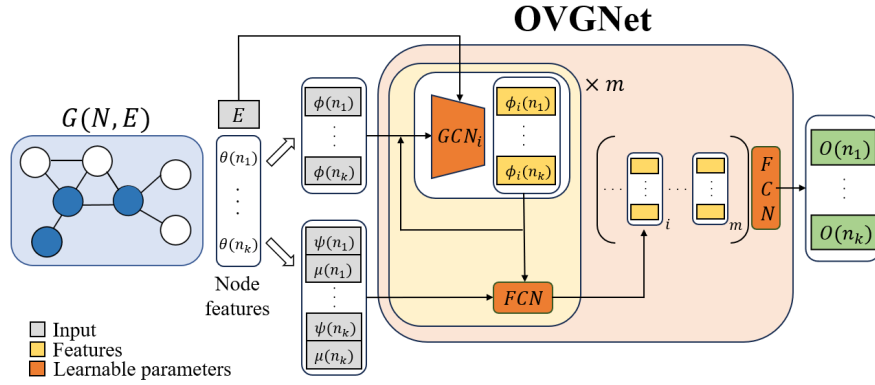 OVGNet
G(N, E)
E
θ(n₁)
⋮
θ(nₖ)
Node
features
ϕ(n₁)
⋮
ϕ(nₖ)
ψ(n₁)
μ(n₁)
⋮
ψ(nₖ)
μ(nₖ)
GCNᵢ
ϕᵢ(n₁)
⋮
ϕᵢ(nₖ)
× m
FCN
( ⋯ ⋮ ᵢ ⋯ ⋮ ₘ )
F
C
N
O(n₁)
⋮
O(nₖ)
Input
Features
Learnable parameters